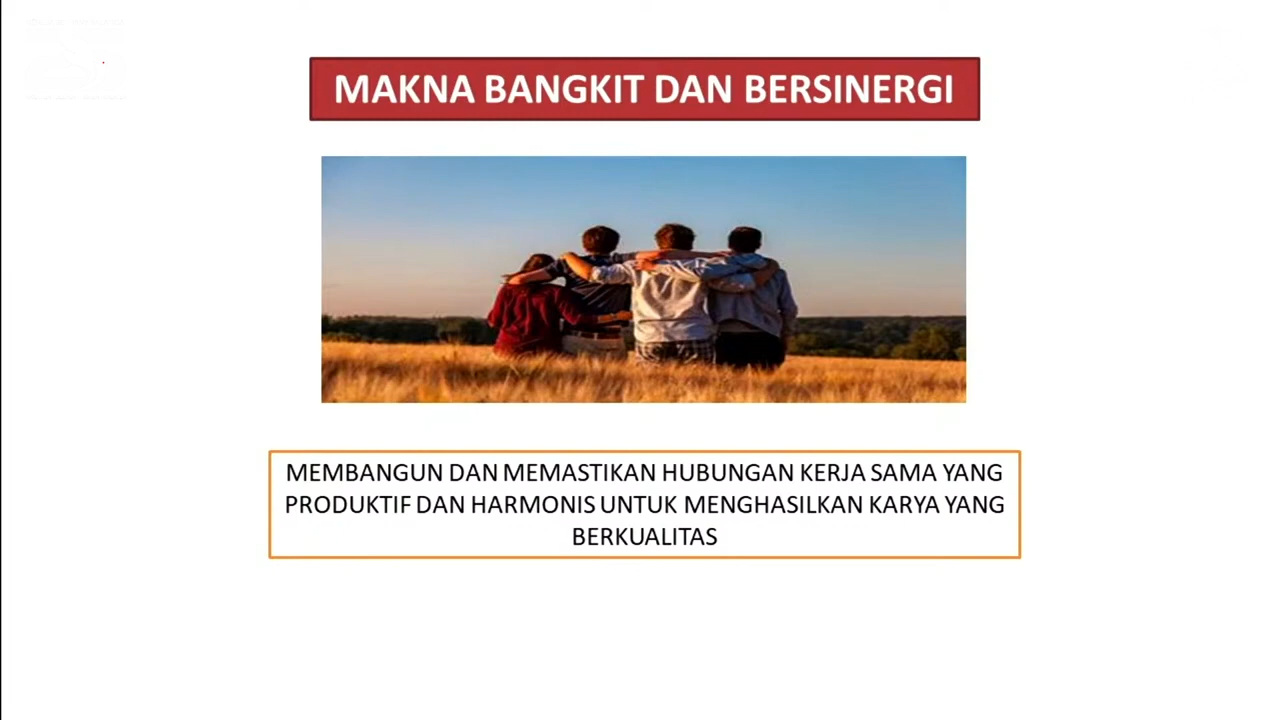 MAKNA BANGKIT DAN BERSINERGI
MEMBANGUN DAN MEMASTIKAN HUBUNGAN KERJA SAMA YANG
PRODUKTIF DAN HARMONIS UNTUK MENGHASILKAN KARYA YANG
BERKUALITAS